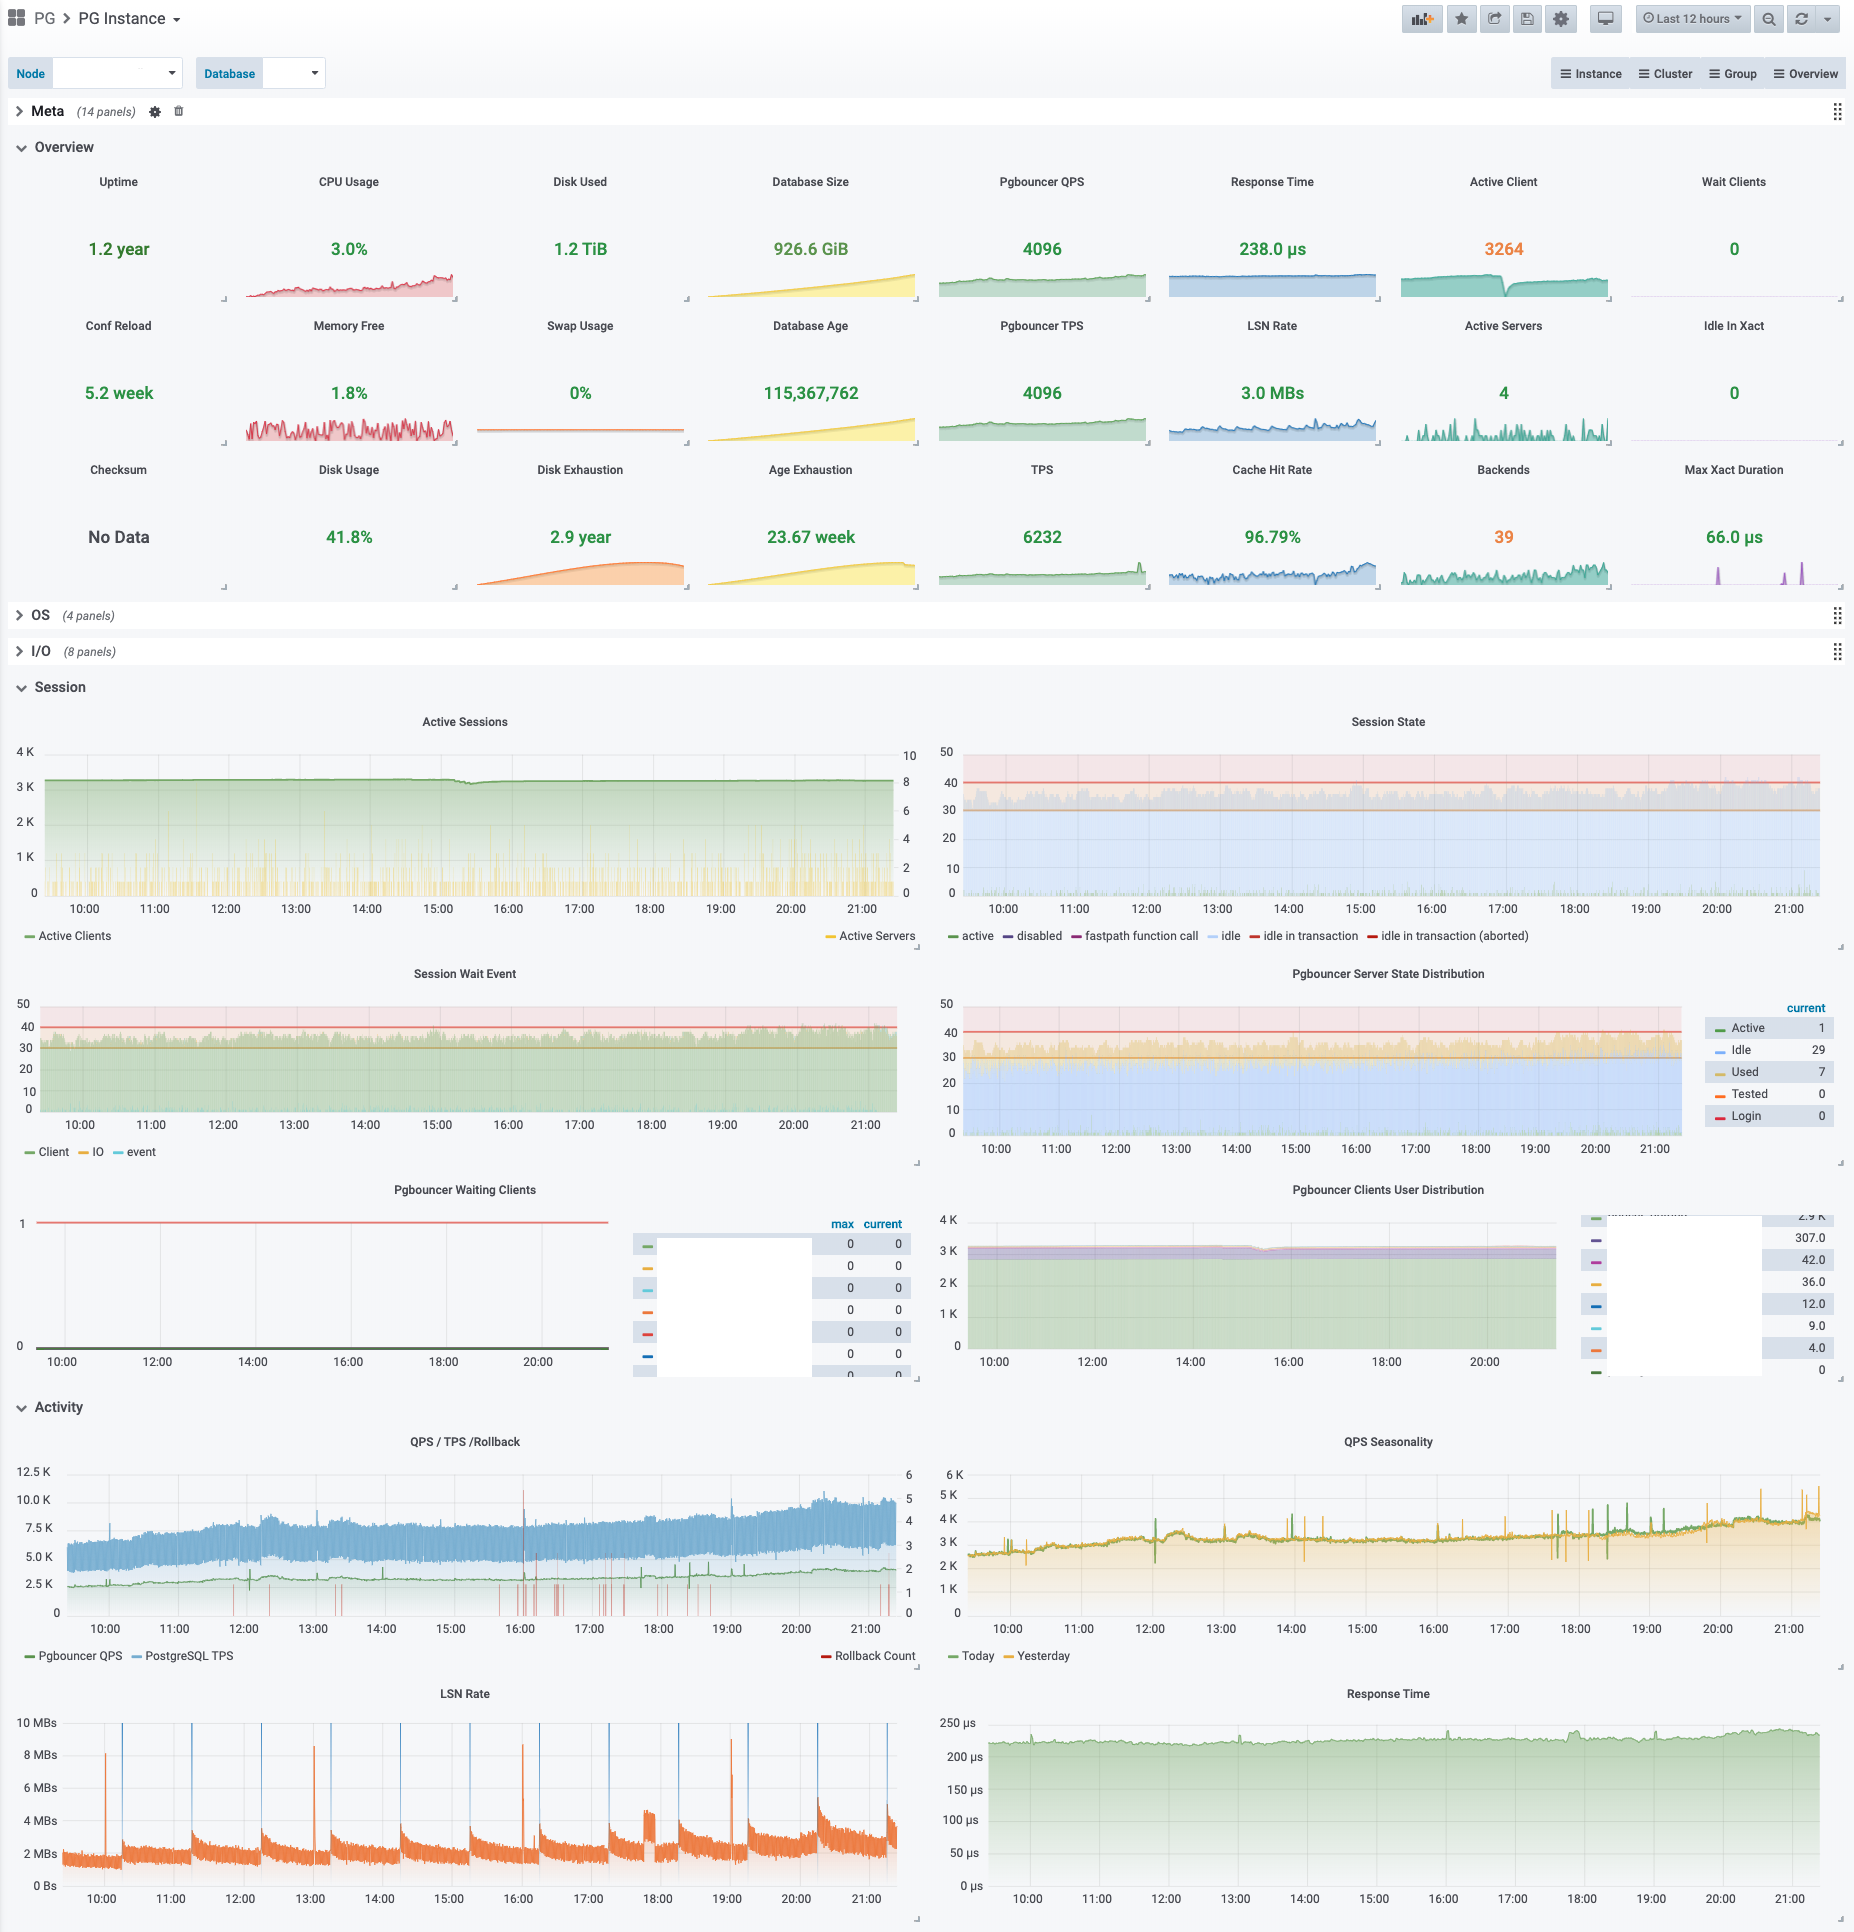 PG > PG Instance
Last 12 hours
Node
Database
Instance Cluster Group Overview
Meta (14 panels)
Overview
Uptime CPU Usage Disk Used Database Size Pgbouncer QPS Response Time Active Client Wait Clients
1.2 year 3.0% 1.2 TiB 926.6 GiB 4096 238.0 µs 3264 0
Conf Reload Memory Free Swap Usage Database Age Pgbouncer TPS LSN Rate Active Servers Idle In Xact
5.2 week 1.8% 0% 115,367,762 4096 3.0 MBs 4 0
Checksum Disk Usage Disk Exhaustion Age Exhaustion TPS Cache Hit Rate Backends Max Xact Duration
No Data 41.8% 2.9 year 23.67 week 6232 96.79% 39 66.0 µs
OS (4 panels)
I/O (8 panels)
Session
Active Sessions
4 K
3 K
2 K
1 K
0
10
8
6
4
2
0
10:00 11:00 12:00 13:00 14:00 15:00 16:00 17:00 18:00 19:00 20:00 21:00
Active Clients Active Servers
Session State
50
40
30
20
10
0
10:00 11:00 12:00 13:00 14:00 15:00 16:00 17:00 18:00 19:00 20:00 21:00
active disabled fastpath function call idle idle in transaction idle in transaction (aborted)
Session Wait Event
50
40
30
20
10
0
10:00 11:00 12:00 13:00 14:00 15:00 16:00 17:00 18:00 19:00 20:00 21:00
Client IO event
Pgbouncer Server State Distribution
50
40
30
20
10
0
10:00 11:00 12:00 13:00 14:00 15:00 16:00 17:00 18:00 19:00 20:00 21:00
current
Active 1
Idle 29
Used 7
Tested 0
Login 0
Pgbouncer Waiting Clients
1
0
10:00 12:00 14:00 16:00 18:00 20:00
max current
0 0
0 0
0 0
0 0
0 0
0 0
0 0
Pgbouncer Clients User Distribution
4 K
3 K
2 K
1 K
0
10:00 12:00 14:00 16:00 18:00 20:00
2.9 K
307.0
42.0
36.0
12.0
9.0
4.0
0
Activity
QPS / TPS /Rollback
12.5 K
10.0 K
7.5 K
5.0 K
2.5 K
0
6
5
4
3
2
1
0
10:00 11:00 12:00 13:00 14:00 15:00 16:00 17:00 18:00 19:00 20:00 21:00
Pgbouncer QPS PostgreSQL TPS Rollback Count
QPS Seasonality
6 K
5 K
4 K
3 K
2 K
1 K
0
10:00 11:00 12:00 13:00 14:00 15:00 16:00 17:00 18:00 19:00 20:00 21:00
Today Yesterday
LSN Rate
10 MBs
8 MBs
6 MBs
4 MBs
2 MBs
0 Bs
10:00 11:00 12:00 13:00 14:00 15:00 16:00 17:00 18:00 19:00 20:00 21:00
Response Time
250 µs
200 µs
150 µs
100 µs
50 µs
0 µs
10:00 11:00 12:00 13:00 14:00 15:00 16:00 17:00 18:00 19:00 20:00 21:00